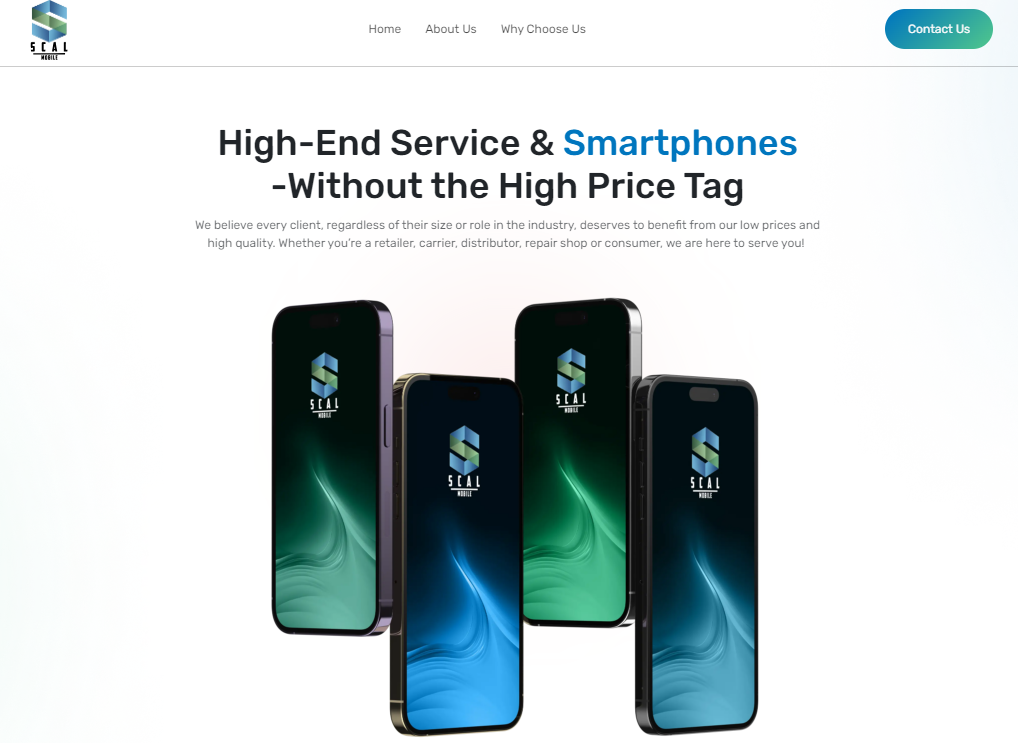 SCAL
MOBILE
Home
About Us
Why Choose Us
Contact Us
High-End Service & Smartphones
-Without the High Price Tag
We believe every client, regardless of their size or role in the industry, deserves to benefit from our low prices and
high quality. Whether you're a retailer, carrier, distributor, repair shop or consumer, we are here to serve you!
SCAL
MOBILE
SCAL
MOBILE
SCAL
MOBILE
SCAL
MOBILE